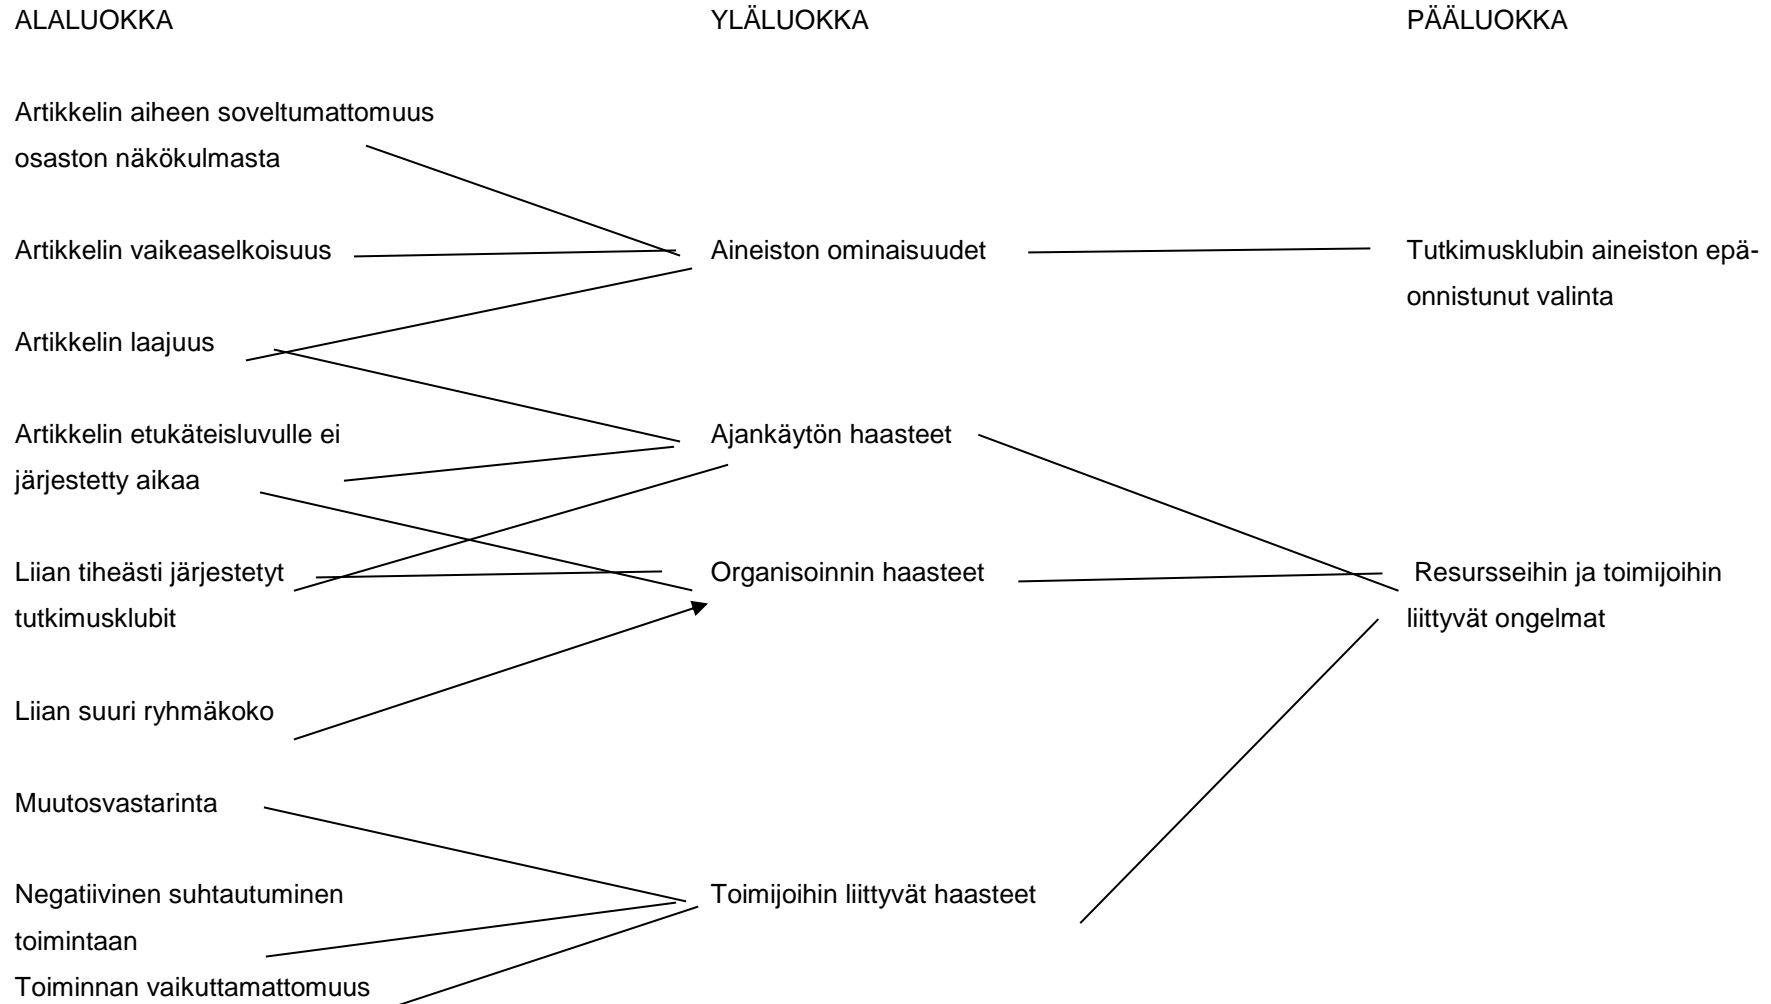 ALALUOKKA YLÄLUOKKA PÄÄLUOKKA
Artikkelin aiheen soveltumattomuus
osaston näkökulmasta
Artikkelin vaikeaselkoisuus Aineiston ominaisuudet Tutkimusklubin aineiston epä-
onnistunut valinta
Artikkelin laajuus
Artikkelin etukäteisluvulle ei Ajankäytön haasteet
järjestetty aikaa
Liian tiheästi järjestetyt Organisoinnin haasteet Resursseihin ja toimijoihin
tutkimusklubit liittyvät ongelmat
Liian suuri ryhmäkoko
Muutosvastarinta
Negatiivinen suhtautuminen Toimijoihin liittyvät haasteet
toimintaan
Toiminnan vaikuttamattomuus